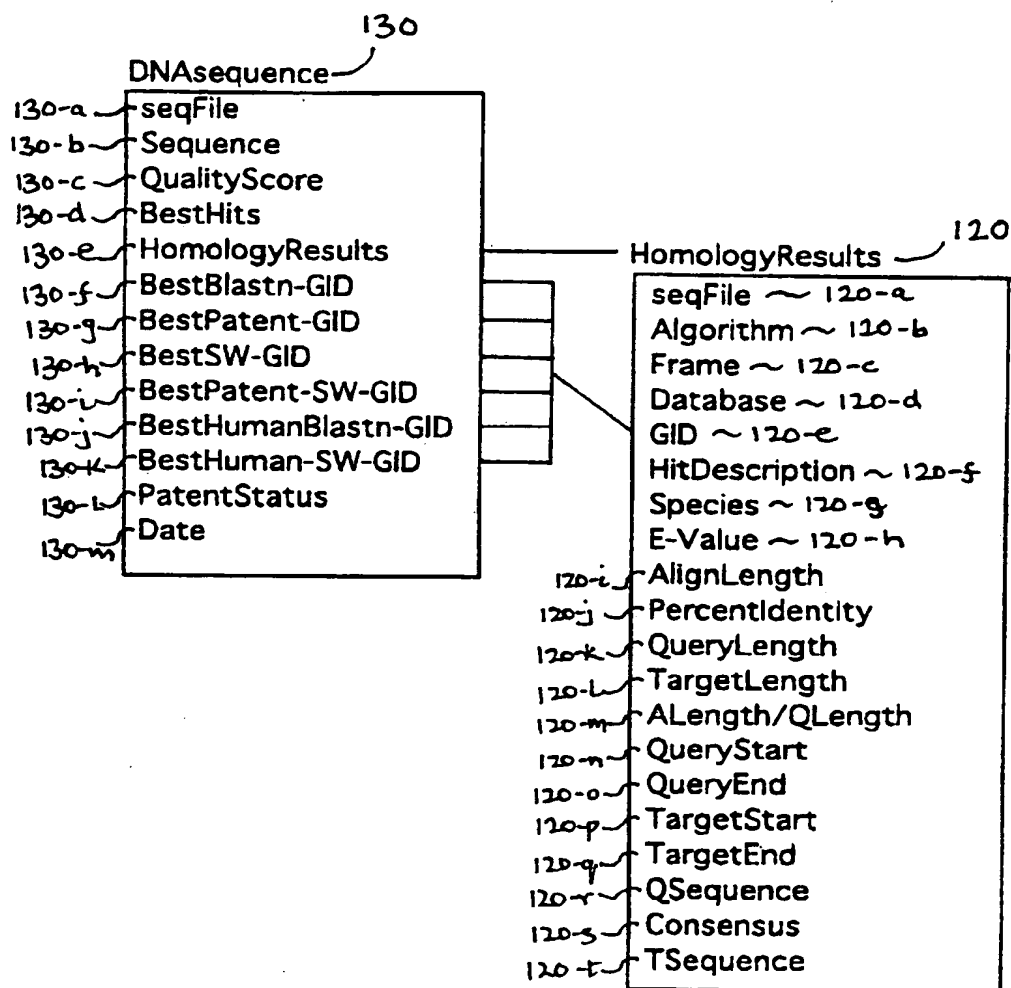 130
DNAsequence
130-a seqFile
130-b Sequence
130-c QualityScore
130-d BestHits
130-e HomologyResults
130-f BestBlastn-GID
130-g BestPatent-GID
130-h BestSW-GID
130-i BestPatent-SW-GID
130-j BestHumanBlastn-GID
130-k BestHuman-SW-GID
130-l PatentStatus
130-m Date
HomologyResults 120
seqFile ~ 120-a
Algorithm ~ 120-b
Frame ~ 120-c
Database ~ 120-d
GID ~ 120-e
HitDescription ~ 120-f
Species ~ 120-g
E-Value ~ 120-h
120-i AlignLength
120-j PercentIdentity
120-k QueryLength
120-l TargetLength
120-m ALength/QLength
120-n QueryStart
120-o QueryEnd
120-p TargetStart
120-q TargetEnd
120-r QSequence
120-s Consensus
120-t TSequence